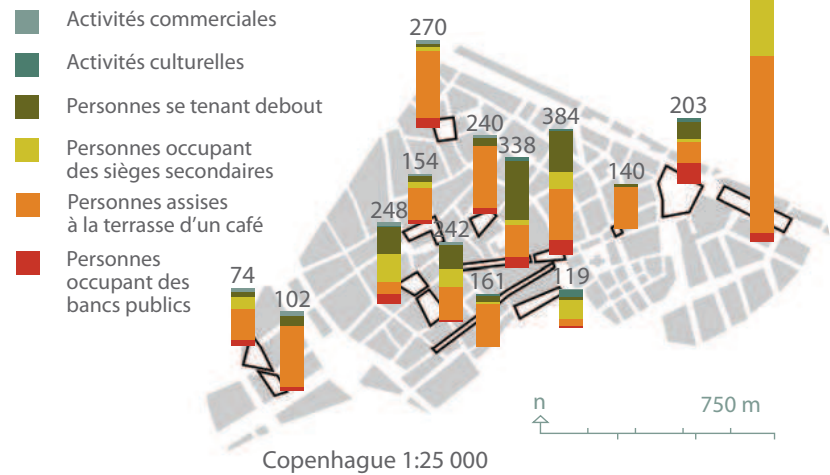 Activités commerciales
Activités culturelles
Personnes se tenant debout
Personnes occupant
des sièges secondaires
Personnes assises
à la terrasse d'un café
Personnes
occupant des
bancs publics
270
240
338
384
203
154
140
248
242
74
102
161
119
n
750 m
Copenhague 1:25 000